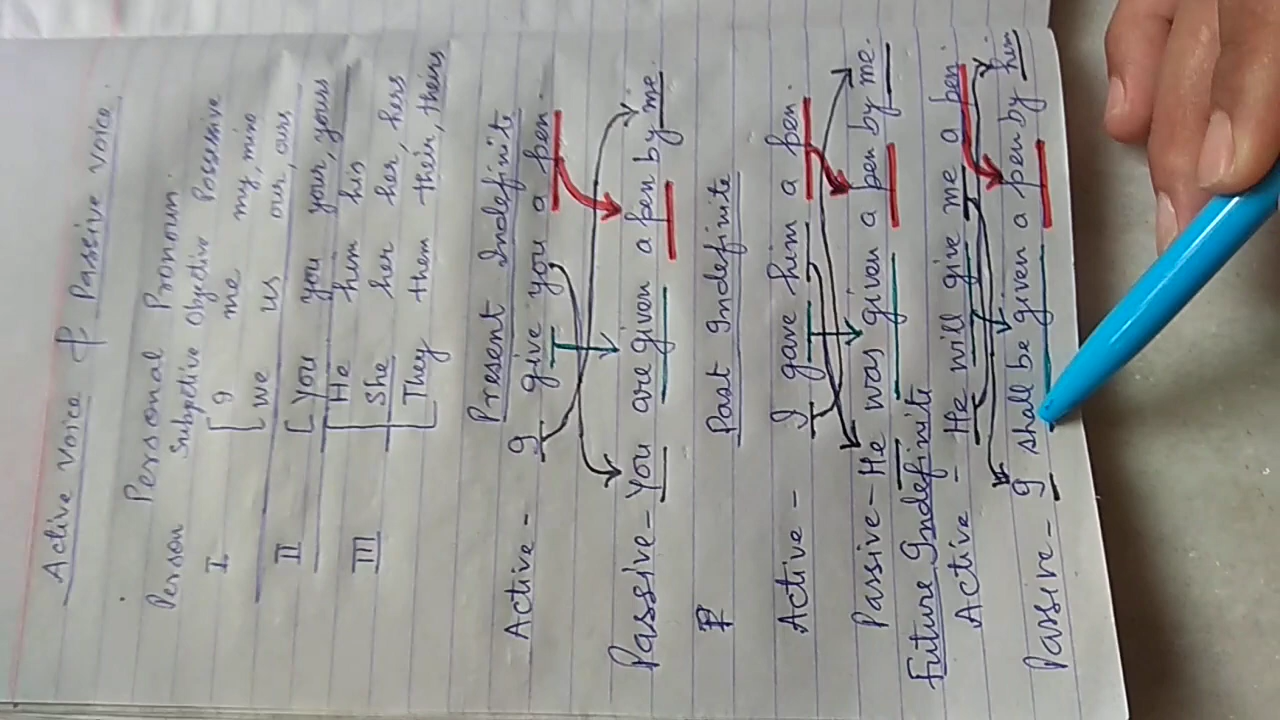 Active Voice & Passive Voice.
Personal Pronoun.
Person Subjective Objective Possessive
I I me my, mine
we us our, ours
II You you your, yours
III He him his
She her her, hers
They them their, theirs
Present Indefinite
Active - I give you a pen.
Passive - You are given a pen by me.
P Past Indefinite
Active - I gave him a pen.
Passive - He was given a pen by me.
Future Indefinite
Active - He will give me a pen.
Passive - I shall be given a pen by him.